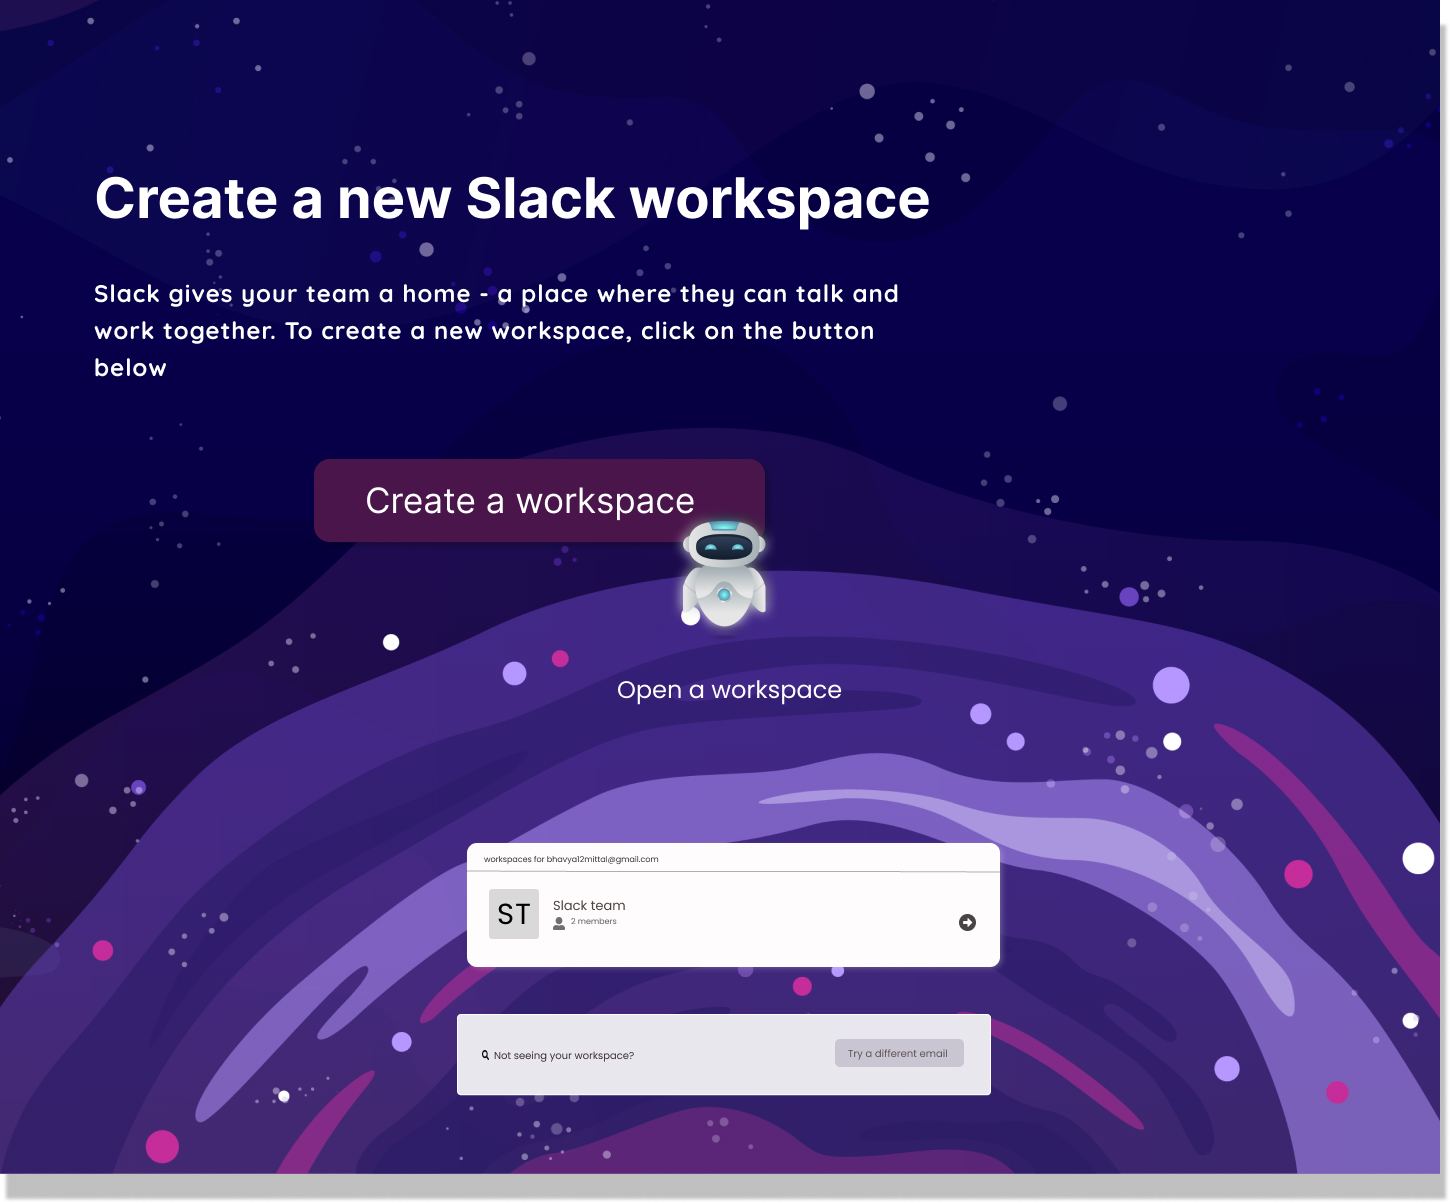 Create a new Slack workspace
Slack gives your team a home - a place where they can talk and
work together. To create a new workspace, click on the button
below
Create a workspace
Open a workspace
workspaces for bhavya12mittal@gmail.com
ST
Slack team
2 members
Not seeing your workspace?
Try a different email